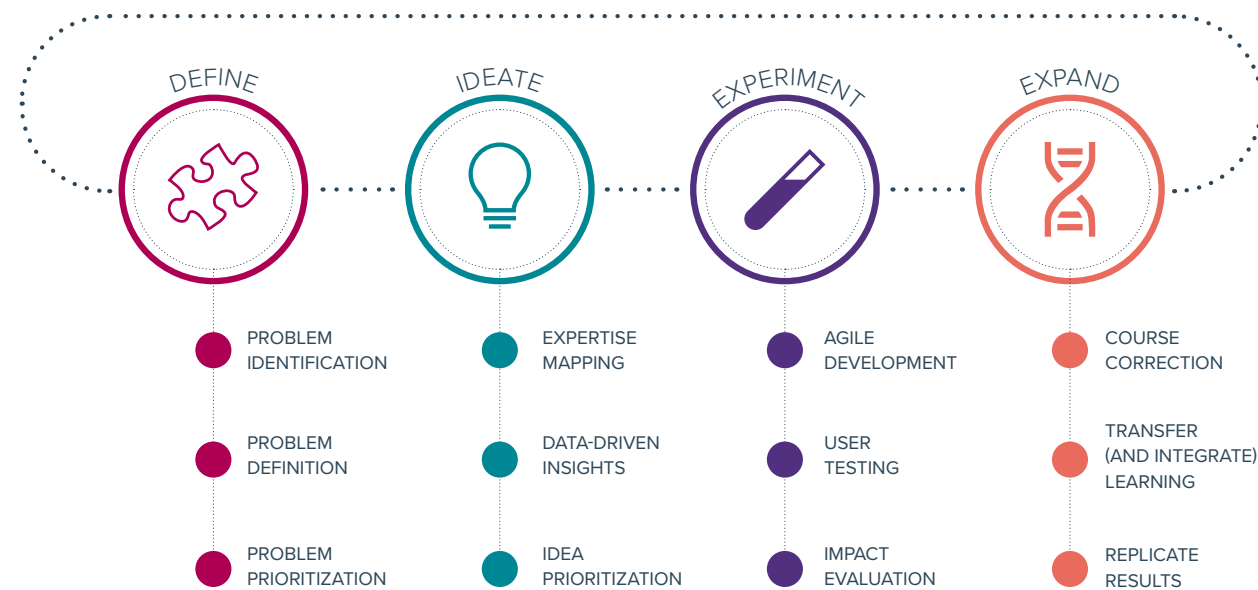 DEFINE
IDEATE
EXPERIMENT
EXPAND
PROBLEM
IDENTIFICATION
EXPERTISE
MAPPING
AGILE
DEVELOPMENT
COURSE
CORRECTION
PROBLEM
DEFINITION
DATA-DRIVEN
INSIGHTS
USER
TESTING
TRANSFER
(AND INTEGRATE)
LEARNING
PROBLEM
PRIORITIZATION
IDEA
PRIORITIZATION
IMPACT
EVALUATION
REPLICATE
RESULTS